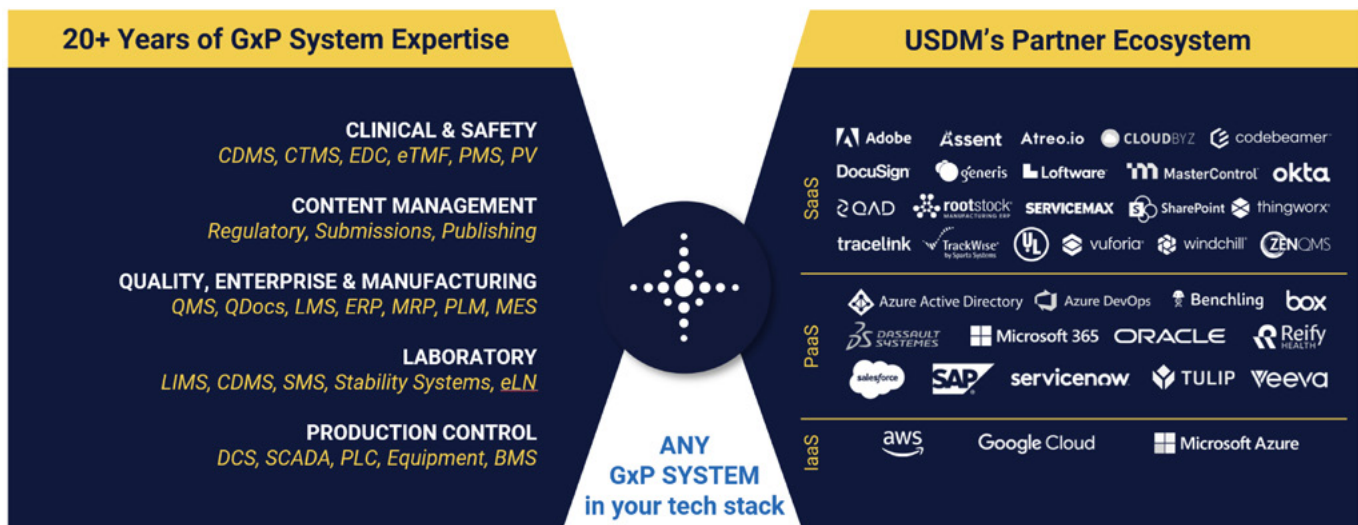 20+ Years of GxP System Expertise
CLINICAL & SAFETY
CDMS, CTMS, EDC, eTMF, PMS, PV
CONTENT MANAGEMENT
Regulatory, Submissions, Publishing
QUALITY, ENTERPRISE & MANUFACTURING
QMS, QDocs, LMS, ERP, MRP, PLM, MES
LABORATORY
LIMS, CDMS, SMS, Stability Systems, eLN
PRODUCTION CONTROL
DCS, SCADA, PLC, Equipment, BMS
ANY
GxP SYSTEM
in your tech stack
USDM's Partner Ecosystem
SaaS
Adobe Assent Atreo.io CLOUDBYZ codebeamer
DocuSign generis Loftware MasterControl okta
QAD rootstock SERVICEMAX SharePoint thingworx
MANUFACTURING ERP
tracelink TrackWise UL vuforia windchill ZENQMS
by Sparta Systems
PaaS
Azure Active Directory Azure DevOps Benchling box
DASSAULT SYSTEMES Microsoft 365 ORACLE Reify HEALTH
salesforce SAP servicenow TULIP Veeva
IaaS
aws Google Cloud Microsoft Azure